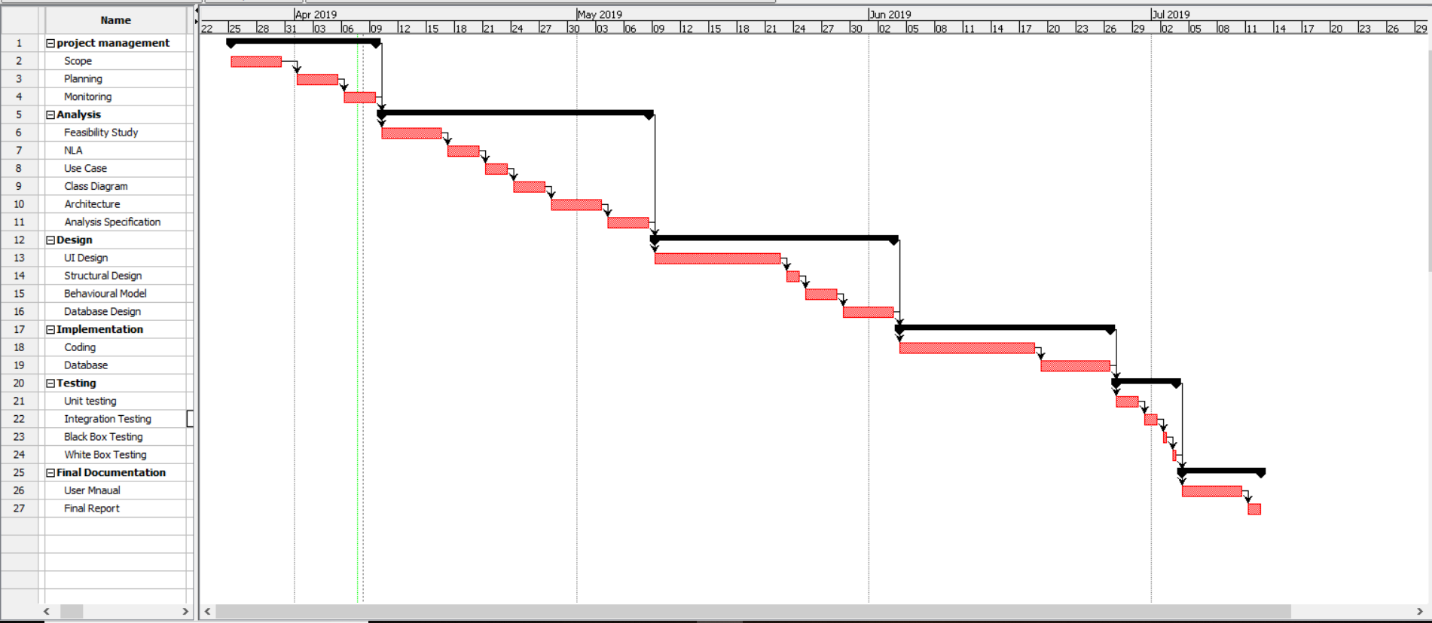 Name
Apr 2019 May 2019 Jun 2019 Jul 2019
22 25 28 31 03 06 09 12 15 18 21 24 27 30 03 06 09 12 15 18 21 24 27 30 02 05 08 11 14 17 20 23 26 29 02 05 08 11 14 17 20 23 26 29
1 project management
2 Scope
3 Planning
4 Monitoring
5 Analysis
6 Feasibility Study
7 NLA
8 Use Case
9 Class Diagram
10 Architecture
11 Analysis Specification
12 Design
13 UI Design
14 Structural Design
15 Behavioural Model
16 Database Design
17 Implementation
18 Coding
19 Database
20 Testing
21 Unit testing
22 Integration Testing
23 Black Box Testing
24 White Box Testing
25 Final Documentation
26 User Mnaual
27 Final Report